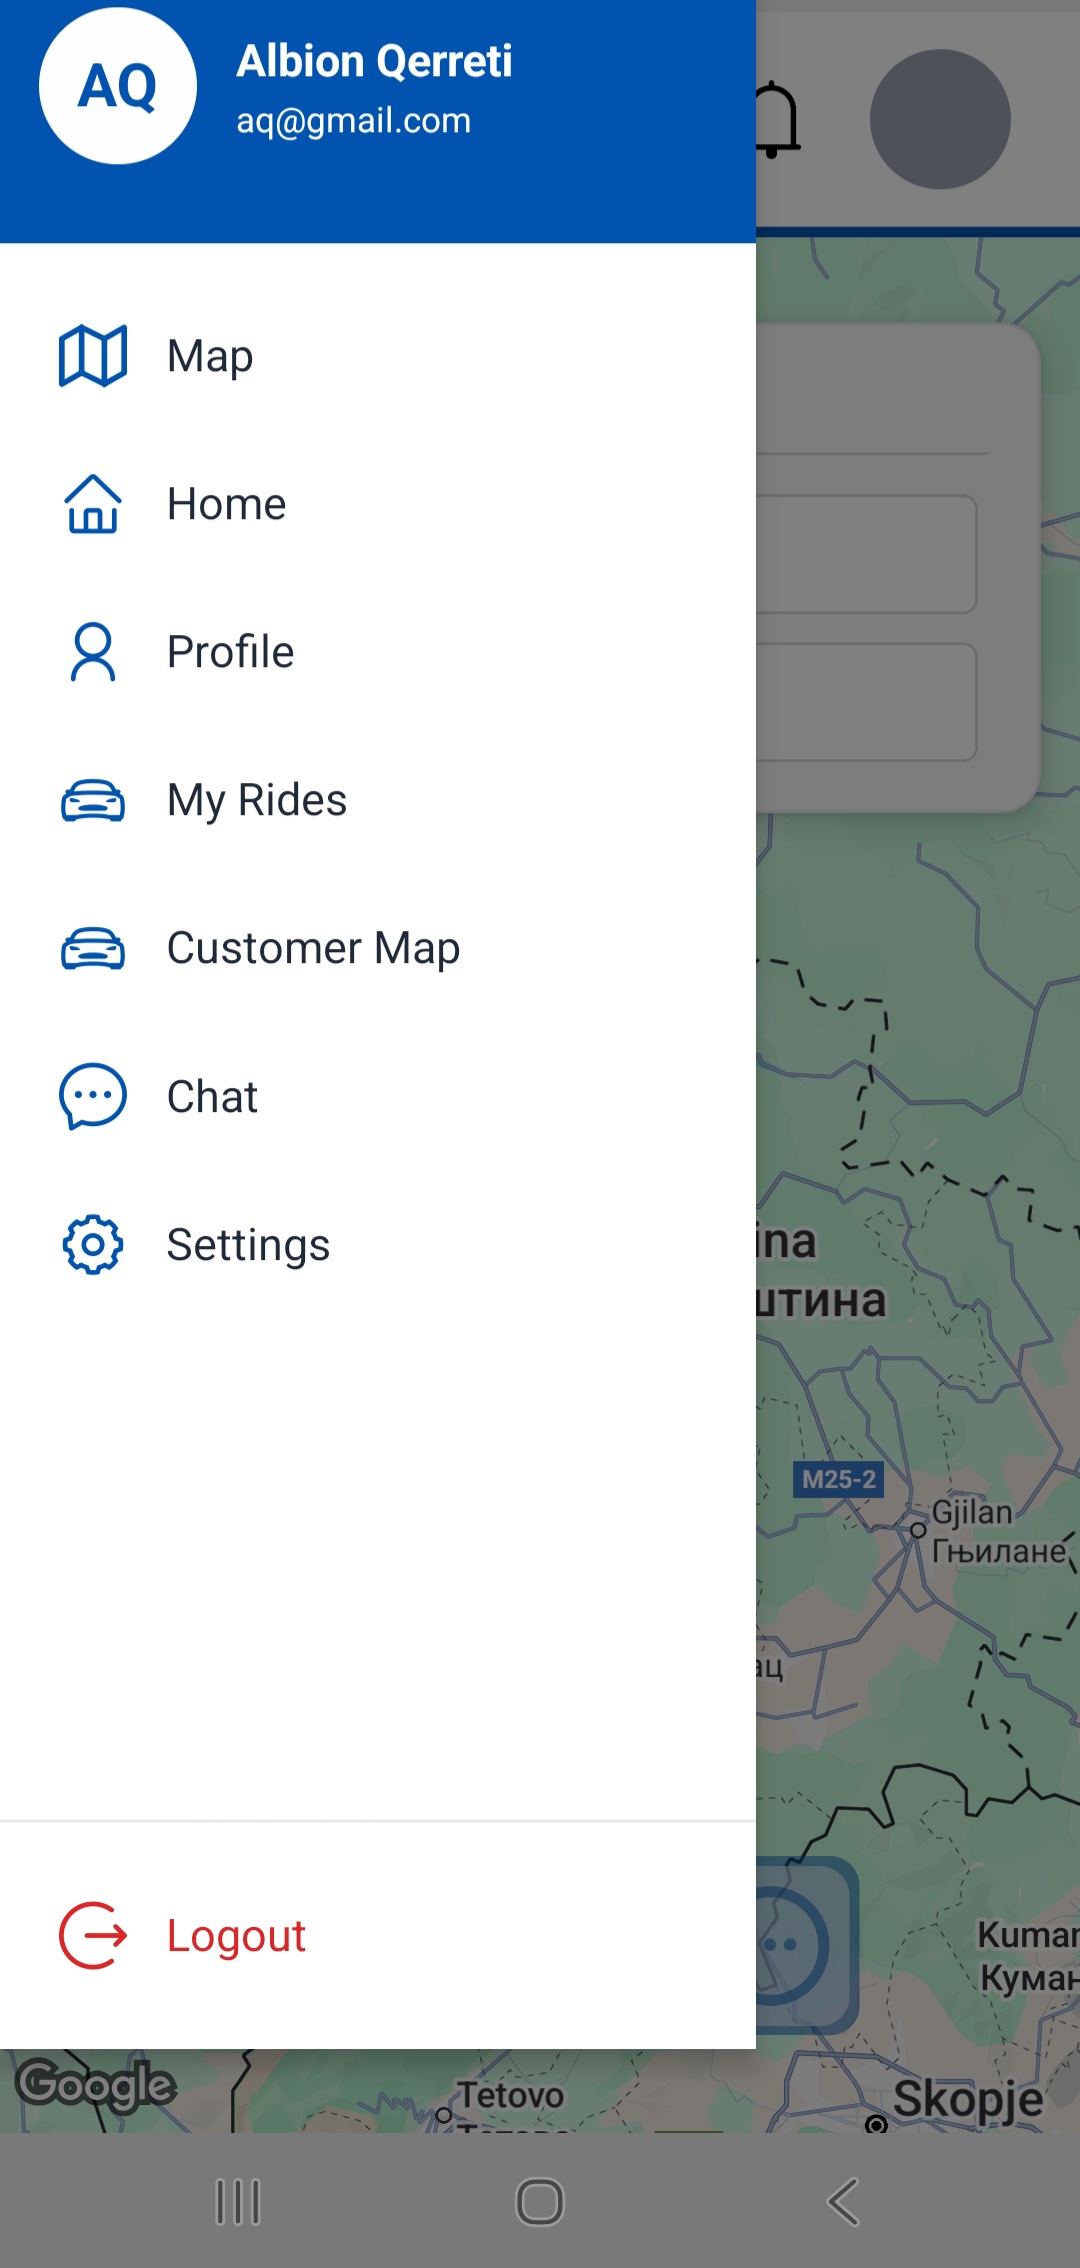 AQ
Albion Qerreti
aq@gmail.com
Map
Home
Profile
My Rides
Customer Map
Chat
Settings
ina
штина
M25-2
Gjilan
Гњилане
ац
Logout
Kumar
Куман
Google
Tetovo
Skopje